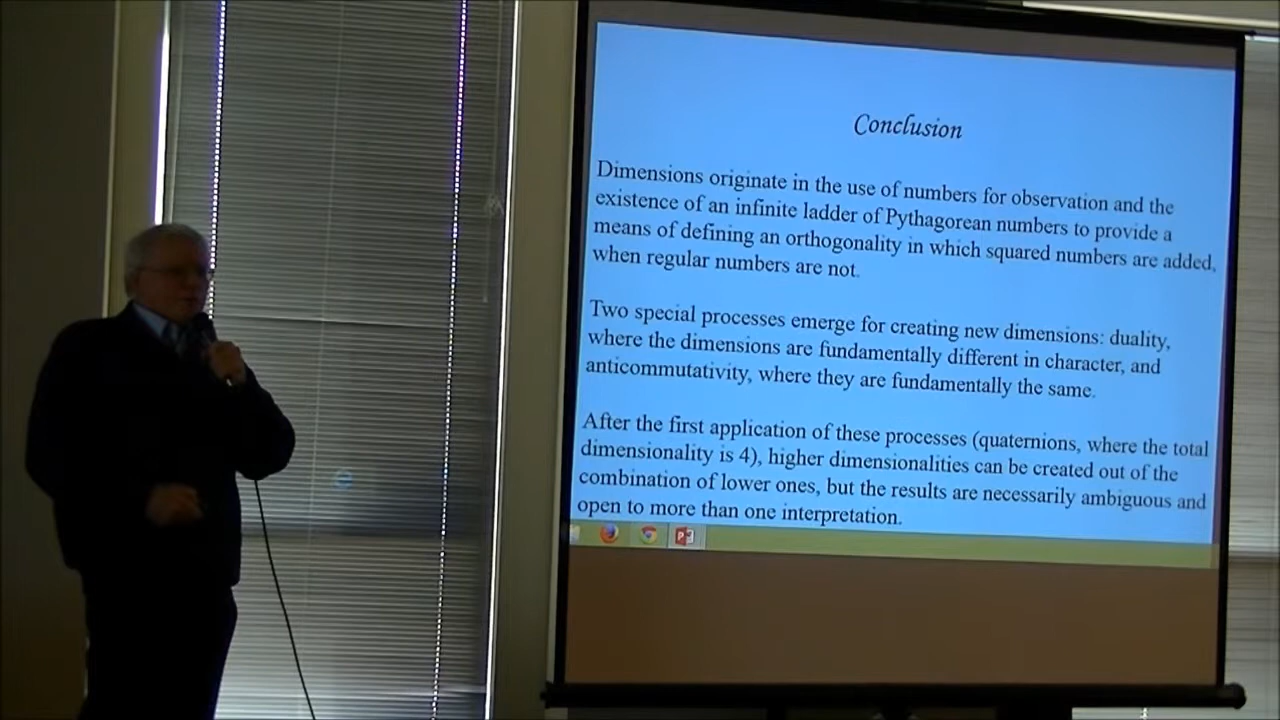 Conclusion
Dimensions originate in the use of numbers for observation and the
existence of an infinite ladder of Pythagorean numbers to provide a
means of defining an orthogonality in which squared numbers are added,
when regular numbers are not.
Two special processes emerge for creating new dimensions: duality,
where the dimensions are fundamentally different in character, and
anticommutativity, where they are fundamentally the same.
After the first application of these processes (quaternions, where the total
dimensionality is 4), higher dimensionalities can be created out of the
combination of lower ones, but the results are necessarily ambiguous and
open to more than one interpretation.